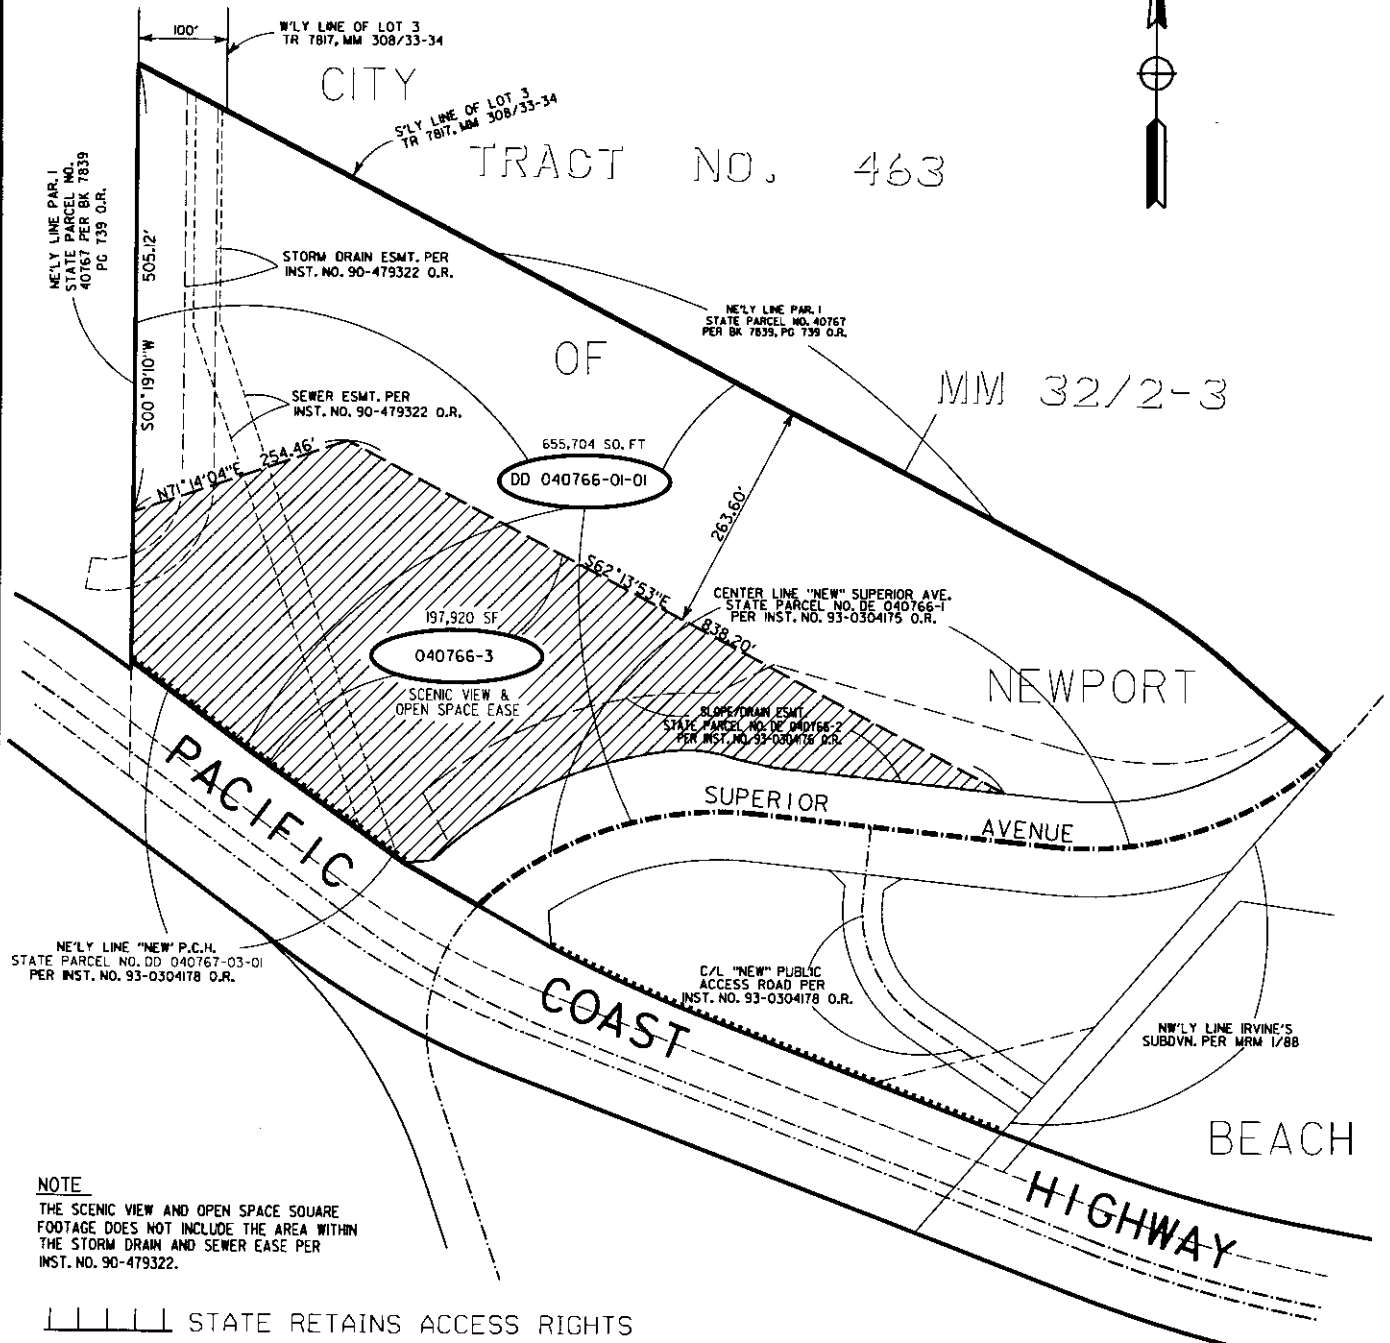 100'
W'LY LINE OF LOT 3
TR 7817, MM 308/33-34
CITY
S'LY LINE OF LOT 3
TR 7817, MM 308/33-34
TRACT NO. 463
NE'LY LINE PAR. 1
STATE PARCEL NO.
40767 PER BK 7839
PG 739 O.R.
505.12'
S00°19'10"W
STORM DRAIN ESMT. PER
INST. NO. 90-479322 O.R.
NE'LY LINE PAR. 1
STATE PARCEL NO. 40767
PER BK 7839, PG 739 O.R.
OF
MM 32/2-3
SEWER ESMT. PER
INST. NO. 90-479322 O.R.
655,704 SQ. FT
DD 040766-01-01
N71°14'04"E 254.46'
263.60'
S62°13'53"E
838.20'
CENTER LINE "NEW" SUPERIOR AVE.
STATE PARCEL NO. DE 040766-1
PER INST. NO. 93-0304175 O.R.
197,920 SF
040766-3
SCENIC VIEW &
OPEN SPACE EASE
NEWPORT
SLOPE/DRAIN ESMT
STATE PARCEL NO. DE 040766-2
PER INST. NO. 93-0304176 O.R.
SUPERIOR
AVENUE
PACIFIC
NE'LY LINE "NEW" P.C.H.
STATE PARCEL NO. DD 040767-03-01
PER INST. NO. 93-0304178 O.R.
C/L "NEW" PUBLIC
ACCESS ROAD PER
INST. NO. 93-0304178 O.R.
COAST
NW'LY LINE IRVINE'S
SUBDVN. PER MRM 1/88
BEACH
HIGHWAY
NOTE
THE SCENIC VIEW AND OPEN SPACE SQUARE
FOOTAGE DOES NOT INCLUDE THE AREA WITHIN
THE STORM DRAIN AND SEWER EASE PER
INST. NO. 90-479322.
STATE RETAINS ACCESS RIGHTS